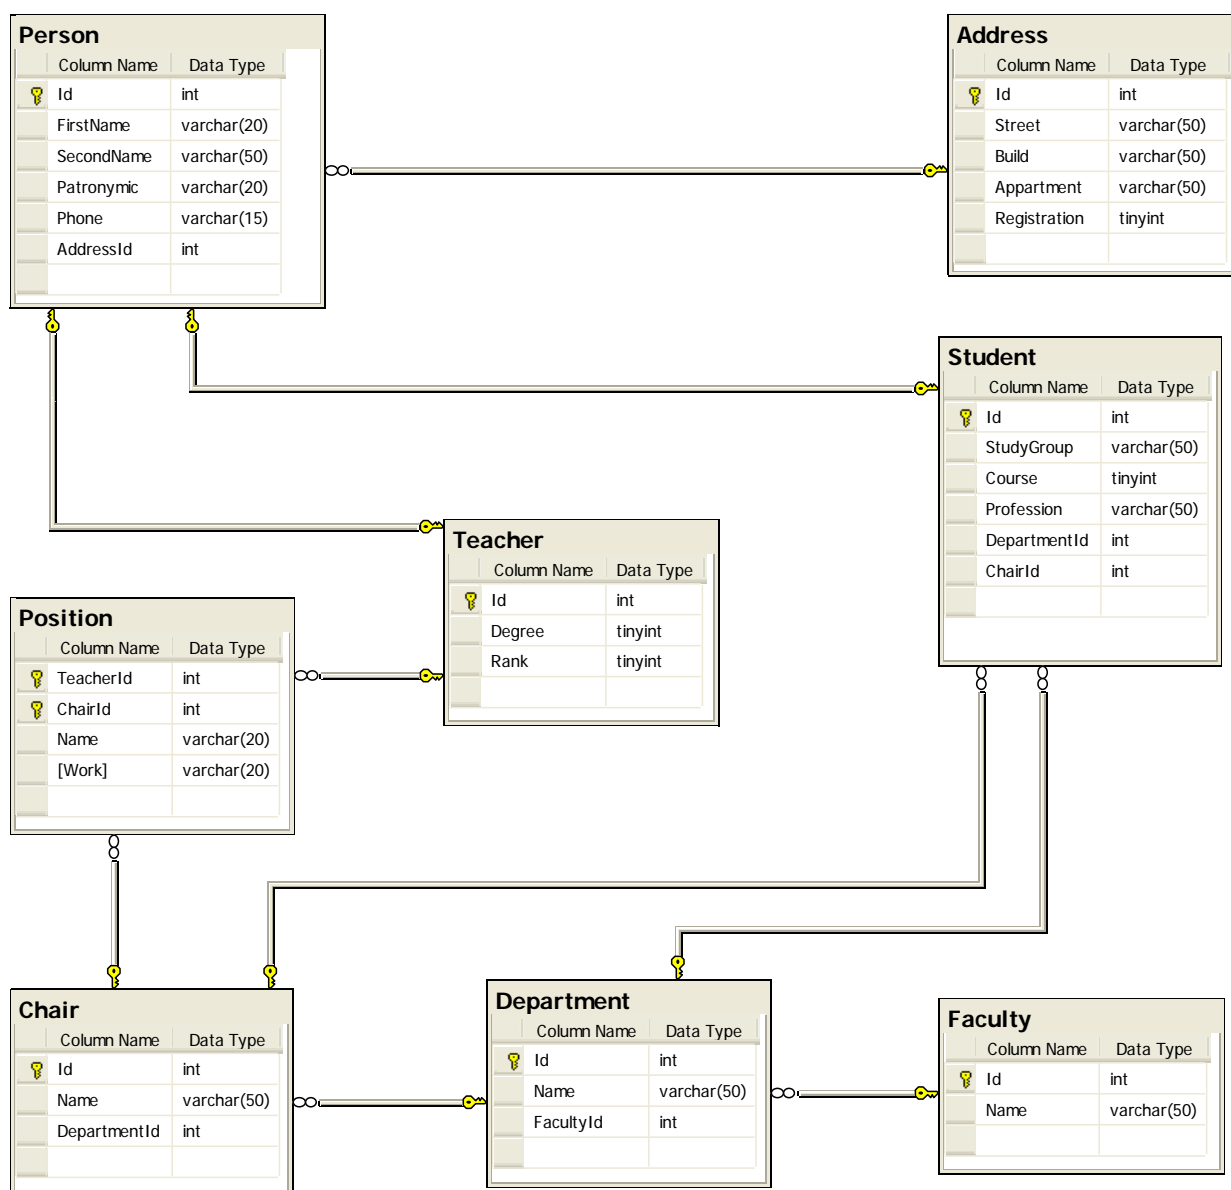 Person
Column Name Data Type
Id int
FirstName varchar(20)
SecondName varchar(50)
Patronymic varchar(20)
Phone varchar(15)
AddressId int
Address
Column Name Data Type
Id int
Street varchar(50)
Build varchar(50)
Appartment varchar(50)
Registration tinyint
Student
Column Name Data Type
Id int
StudyGroup varchar(50)
Course tinyint
Profession varchar(50)
DepartmentId int
ChairId int
Teacher
Column Name Data Type
Id int
Degree tinyint
Rank tinyint
Position
Column Name Data Type
TeacherId int
ChairId int
Name varchar(20)
[Work] varchar(20)
Chair
Column Name Data Type
Id int
Name varchar(50)
DepartmentId int
Department
Column Name Data Type
Id int
Name varchar(50)
FacultyId int
Faculty
Column Name Data Type
Id int
Name varchar(50)